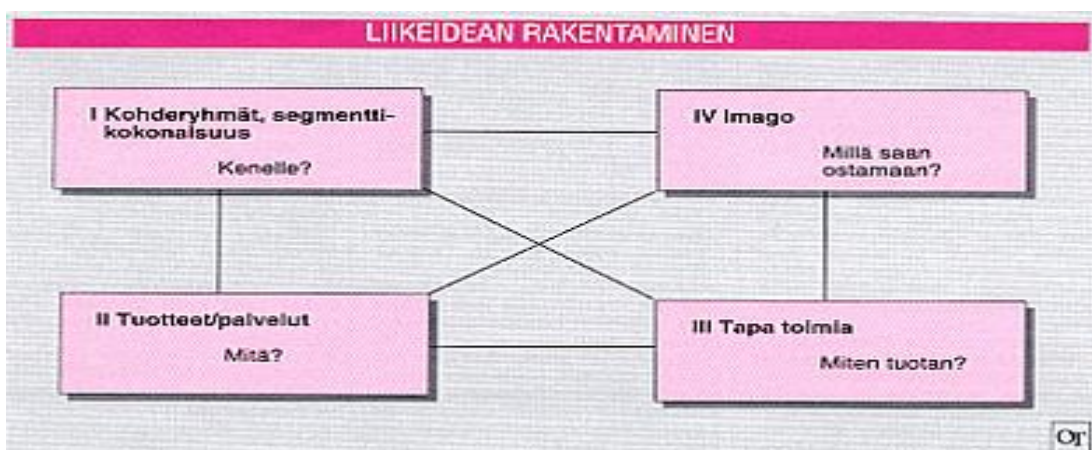 LIIKEIDEAN RAKENTAMINEN
I Kohderyhmät, segmentti-
kokonaisuus
Kenelle?
IV Imago
Millä saan
ostamaan?
II Tuotteet/palvelut
Mitä?
III Tapa toimia
Miten tuotan?
Or